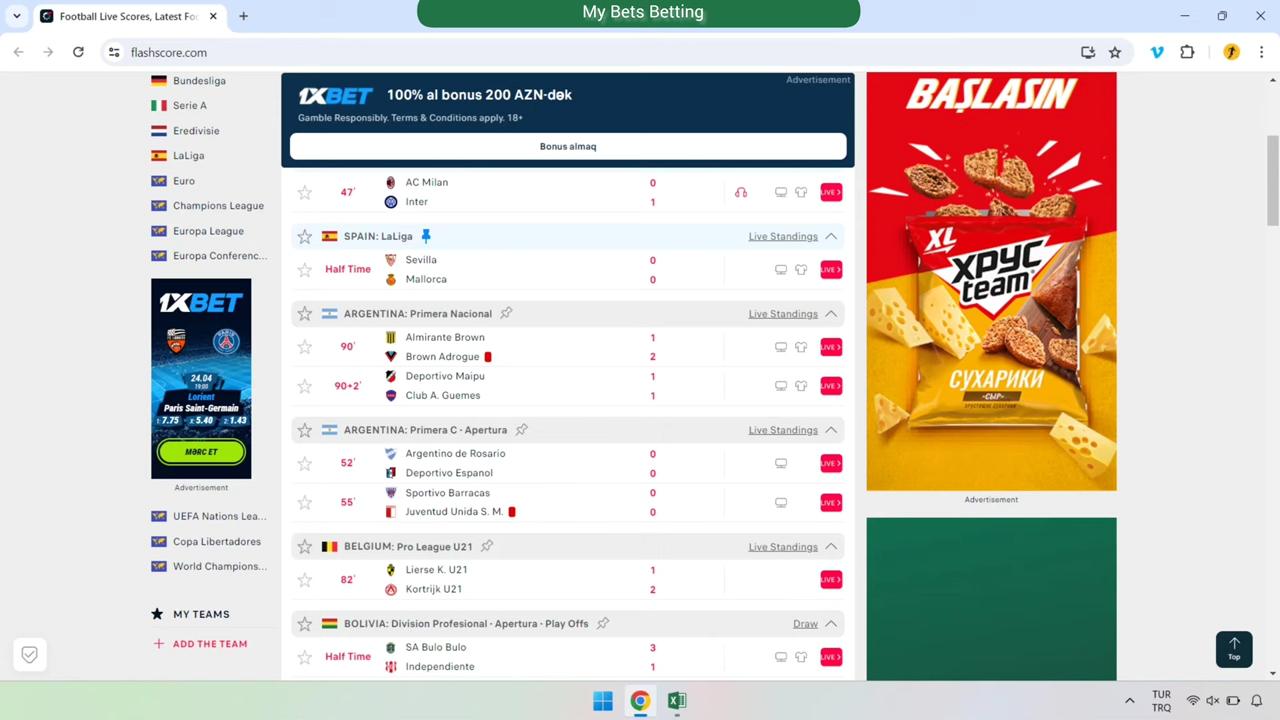 My Bets Betting
Football Live Scores, Latest Fo
flashscore.com
Bundesliga
Serie A
Eredivisie
LaLiga
Euro
Champions League
Europa League
Europa Conferenc...
1XBET
24.04
19:00
Lorient
Paris Saint-Germain
1: 7.75 X: 5.40 2: 1.43
MƏRC ET
Advertisement
UEFA Nations Lea...
Copa Libertadores
World Champions...
MY TEAMS
ADD THE TEAM
Advertisement
1XBET 100% al bonus 200 AZN-dək
Gamble Responsibly. Terms & Conditions apply. 18+
Bonus almaq
47' AC Milan 0 LIVE
Inter 1
SPAIN: LaLiga Live Standings
Half Time Sevilla 0 LIVE
Mallorca 0
ARGENTINA: Primera Nacional Live Standings
90' Almirante Brown 1 LIVE
Brown Adrogue 2
90+2' Deportivo Maipu 1 LIVE
Club A. Guemes 1
ARGENTINA: Primera C - Apertura Live Standings
52' Argentino de Rosario 0 LIVE
Deportivo Espanol 0
55' Sportivo Barracas 0 LIVE
Juventud Unida S. M. 0
BELGIUM: Pro League U21 Live Standings
82' Lierse K. U21 1 LIVE
Kortrijk U21 2
BOLIVIA: Division Profesional - Apertura - Play Offs Draw
Half Time SA Bulo Bulo 3 LIVE
Independiente 1
BAŞLASIN
XL
ХРУС
team
СУХАРИКИ
-СЫР-
Advertisement
Top
TUR
TRQ